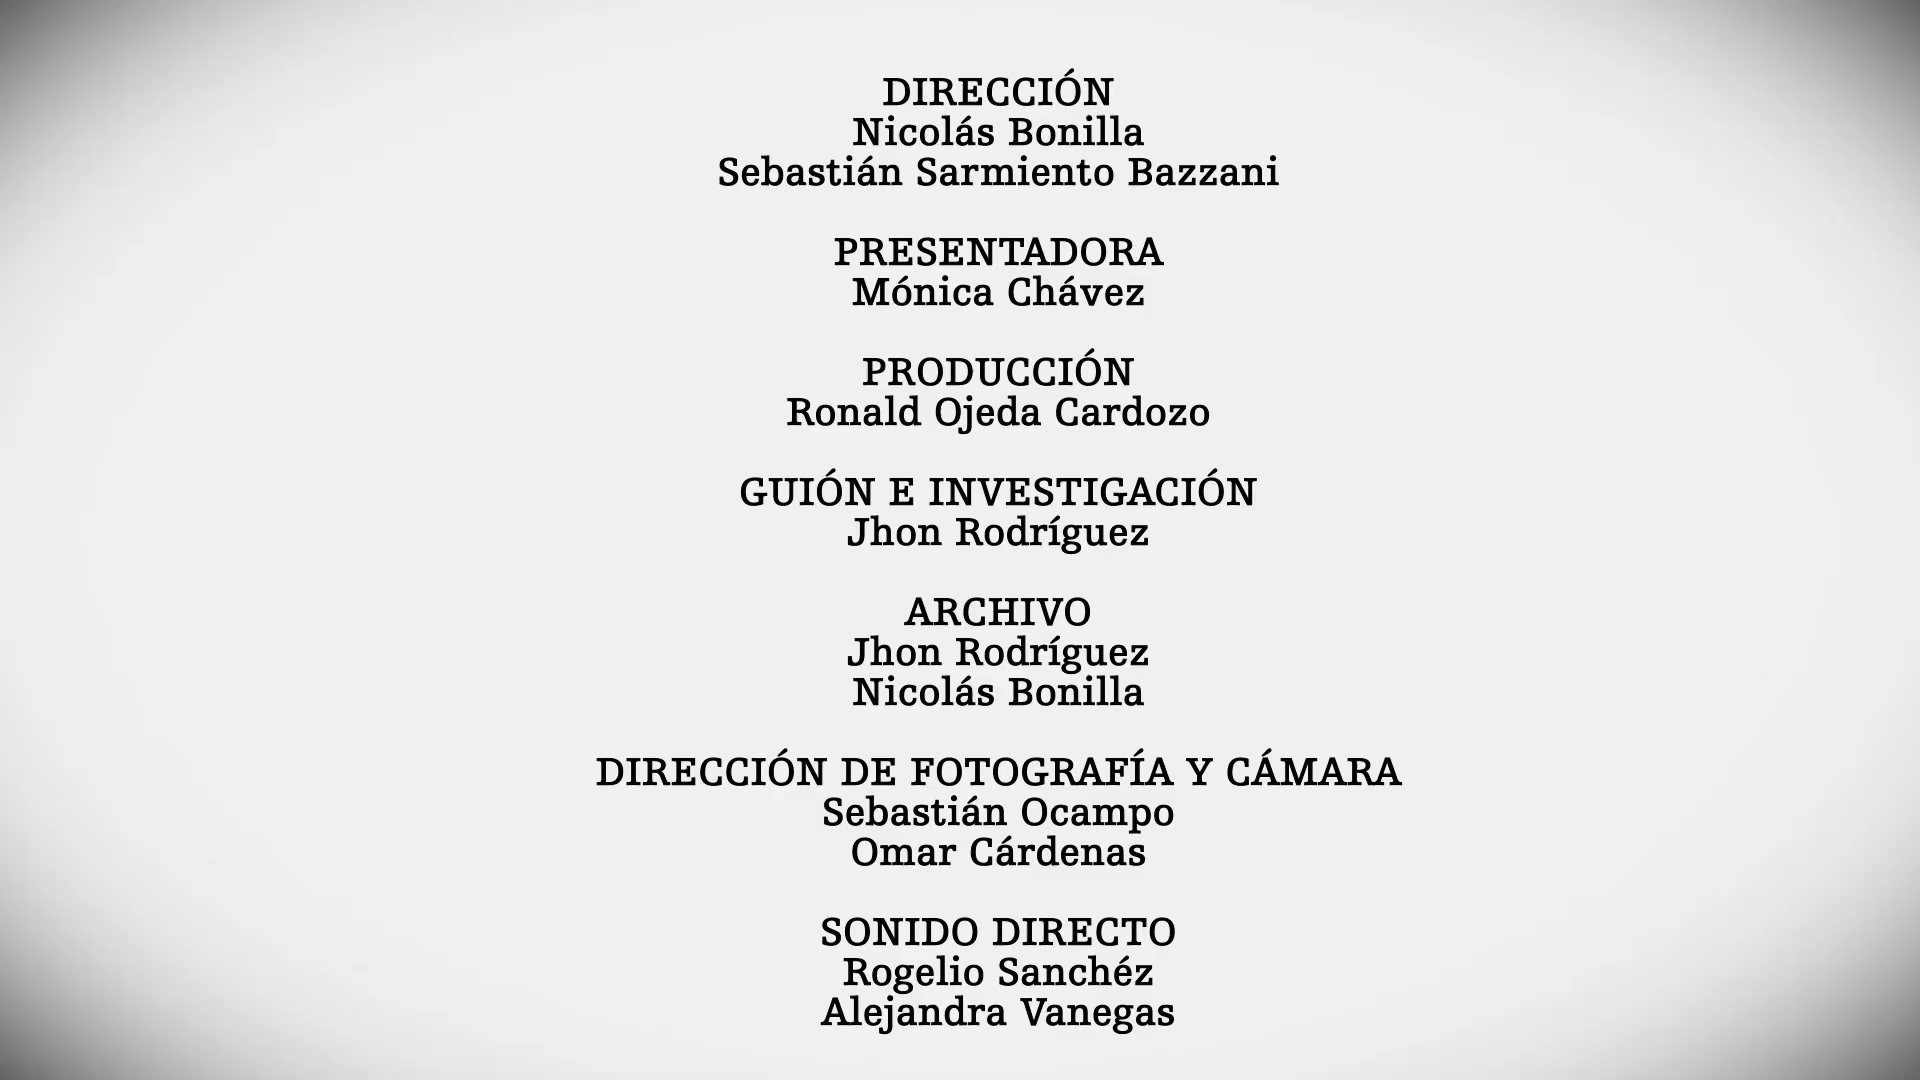 DIRECCIÓN
Nicolás Bonilla
Sebastián Sarmiento Bazzani
PRESENTADORA
Mónica Chávez
PRODUCCIÓN
Ronald Ojeda Cardozo
GUIÓN E INVESTIGACIÓN
Jhon Rodríguez
ARCHIVO
Jhon Rodríguez
Nicolás Bonilla
DIRECCIÓN DE FOTOGRAFÍA Y CÁMARA
Sebastián Ocampo
Omar Cárdenas
SONIDO DIRECTO
Rogelio Sanchéz
Alejandra Vanegas